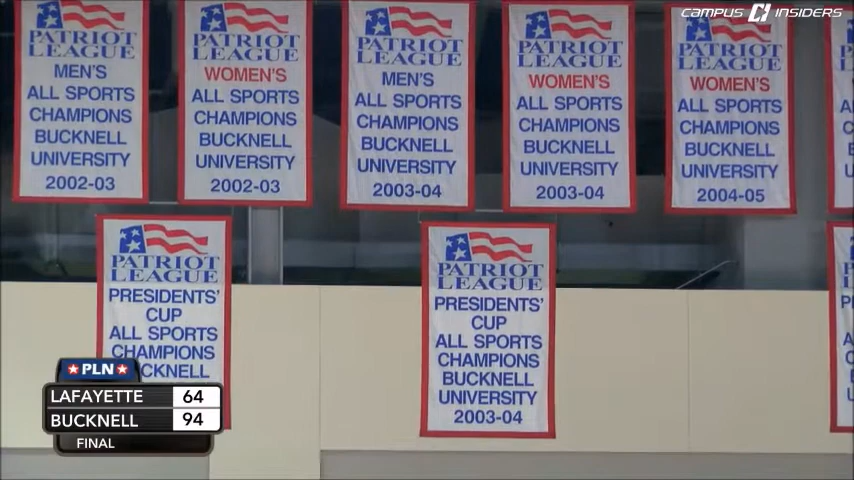 CAMPUS CI INSIDERS
PATRIOT
LEAGUE
MEN'S
ALL SPORTS
CHAMPIONS
BUCKNELL
UNIVERSITY
2002-03
PATRIOT
LEAGUE
WOMEN'S
ALL SPORTS
CHAMPIONS
BUCKNELL
UNIVERSITY
2002-03
PATRIOT
LEAGUE
MEN'S
ALL SPORTS
CHAMPIONS
BUCKNELL
UNIVERSITY
2003-04
PATRIOT
LEAGUE
WOMEN'S
ALL SPORTS
CHAMPIONS
BUCKNELL
UNIVERSITY
2003-04
PATRIOT
LEAGUE
WOMEN'S
ALL SPORTS
CHAMPIONS
BUCKNELL
UNIVERSITY
2004-05
PATRIOT
LEAGUE
PRESIDENTS'
CUP
ALL SPORTS
CHAMPIONS
BUCKNELL
PATRIOT
LEAGUE
PRESIDENTS'
CUP
ALL SPORTS
CHAMPIONS
BUCKNELL
UNIVERSITY
2003-04
PLN
LAFAYETTE 64
BUCKNELL 94
FINAL